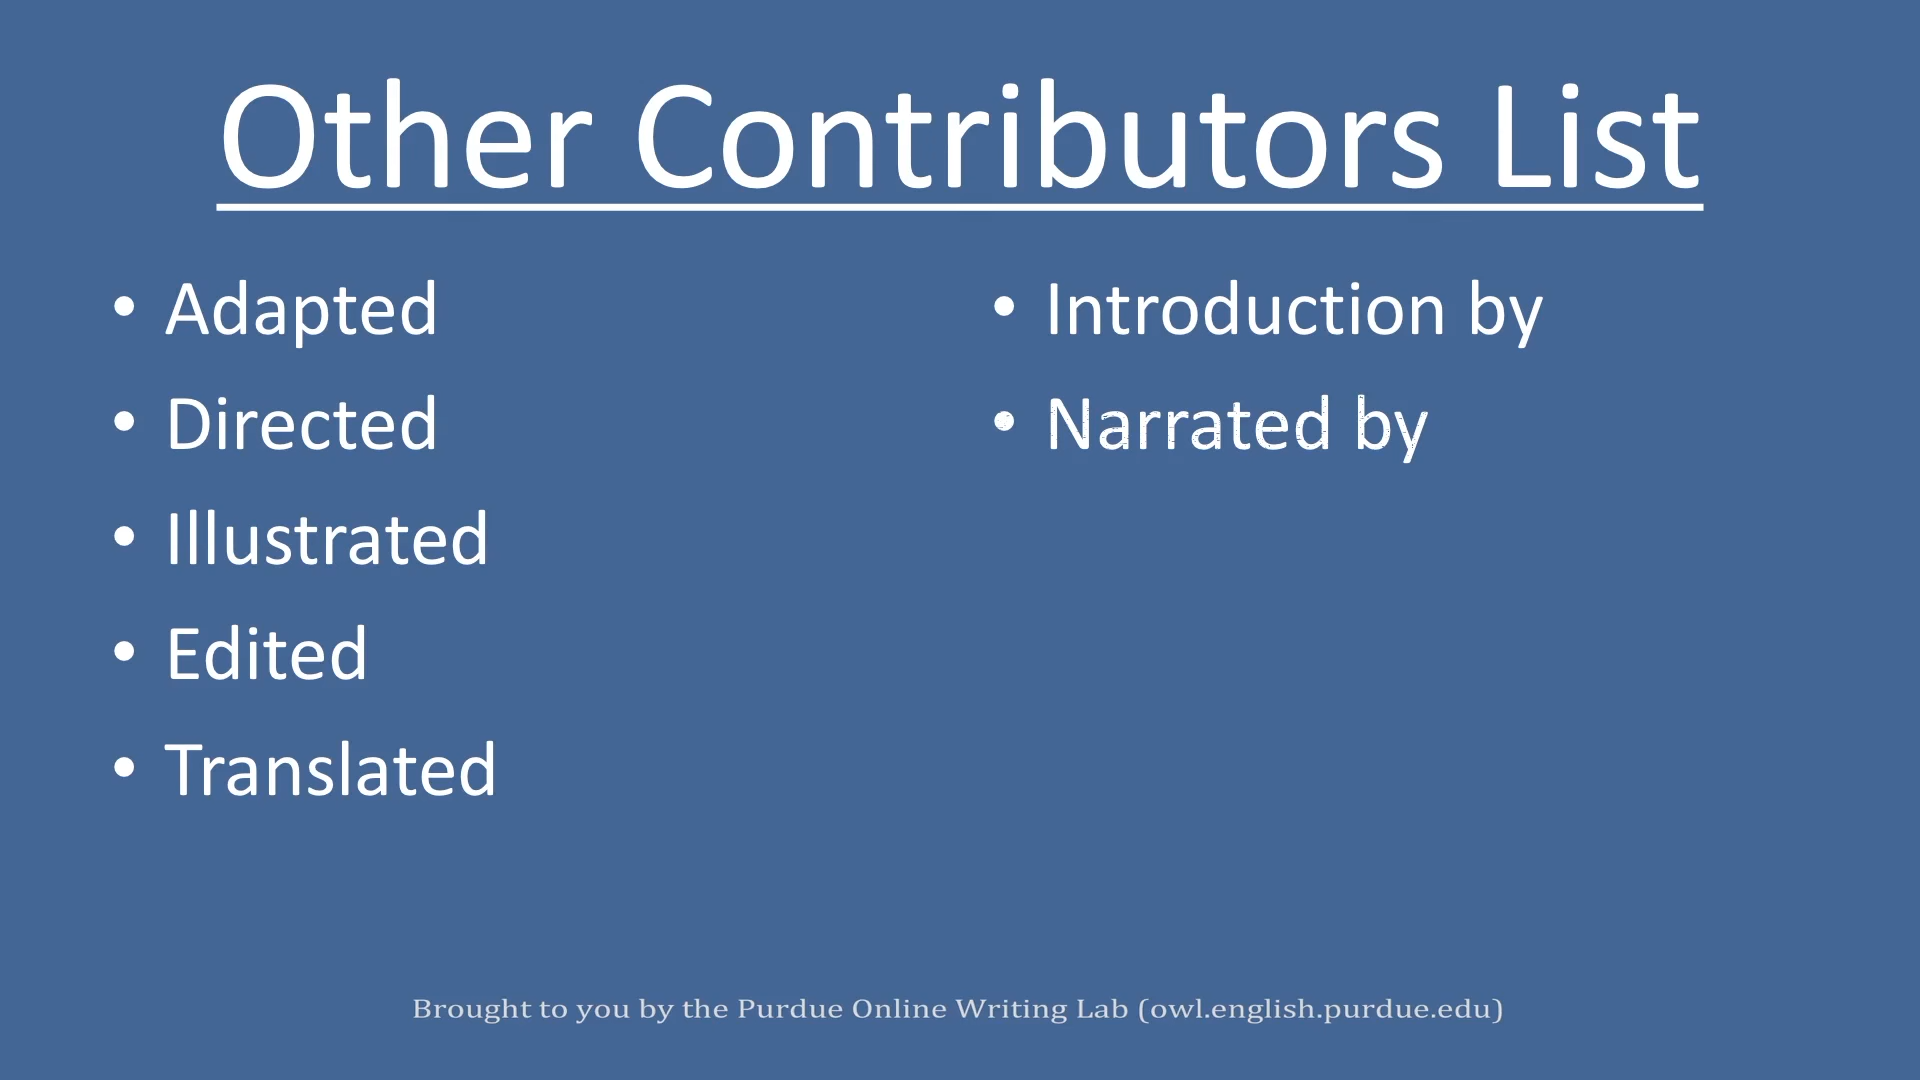 Other Contributors List
• Adapted
• Directed
• Illustrated
• Edited
• Translated
• Introduction by
• Narrated by
Brought to you by the Purdue Online Writing Lab (owl.english.purdue.edu)